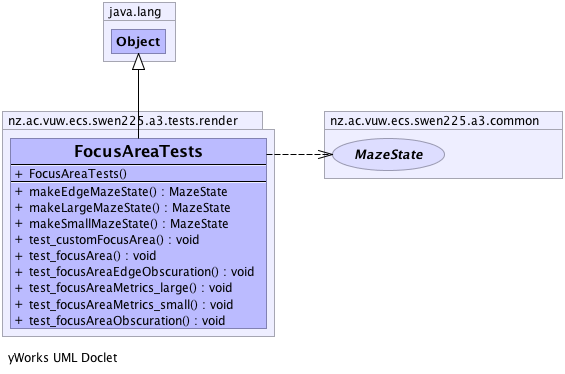 java.lang
Object
nz.ac.vuw.ecs.swen225.a3.tests.render
FocusAreaTests
+ FocusAreaTests()
+ makeEdgeMazeState() : MazeState
+ makeLargeMazeState() : MazeState
+ makeSmallMazeState() : MazeState
+ test_customFocusArea() : void
+ test_focusArea() : void
+ test_focusAreaEdgeObscuration() : void
+ test_focusAreaMetrics_large() : void
+ test_focusAreaMetrics_small() : void
+ test_focusAreaObscuration() : void
nz.ac.vuw.ecs.swen225.a3.common
MazeState
yWorks UML Doclet